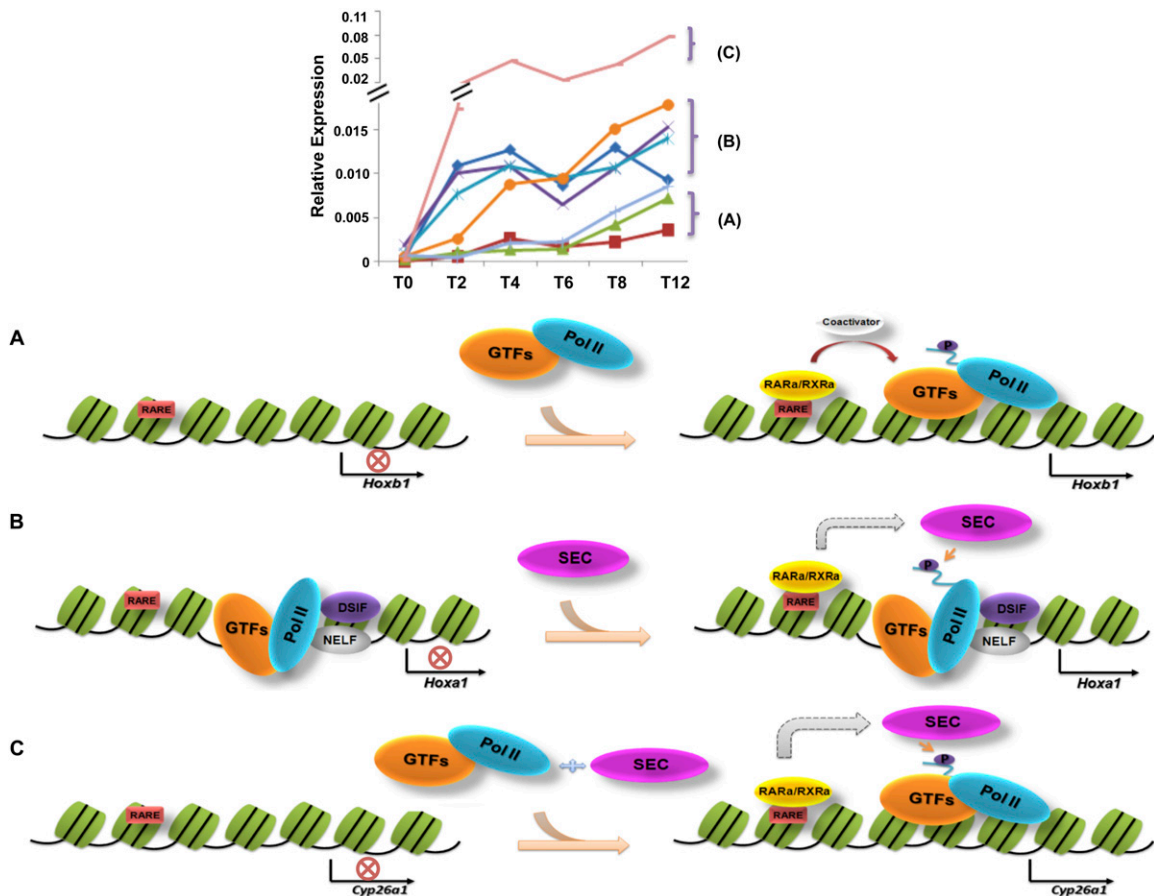 0.11
0.08
0.05
0.02
0.015
0.010
0.005
0
Relative Expression
T0 T2 T4 T6 T8 T12
(C)
(B)
(A)
A
RARE
Hoxb1
GTFs
Pol II
Coactivator
P
RARa/RXRa
RARE
GTFs
Pol II
Hoxb1
B
RARE
GTFs
Pol II
DSIF
NELF
Hoxa1
SEC
SEC
P
RARa/RXRa
RARE
GTFs
Pol II
DSIF
NELF
Hoxa1
C
RARE
Cyp26a1
GTFs
Pol II
SEC
SEC
P
RARa/RXRa
RARE
GTFs
Pol II
Cyp26a1